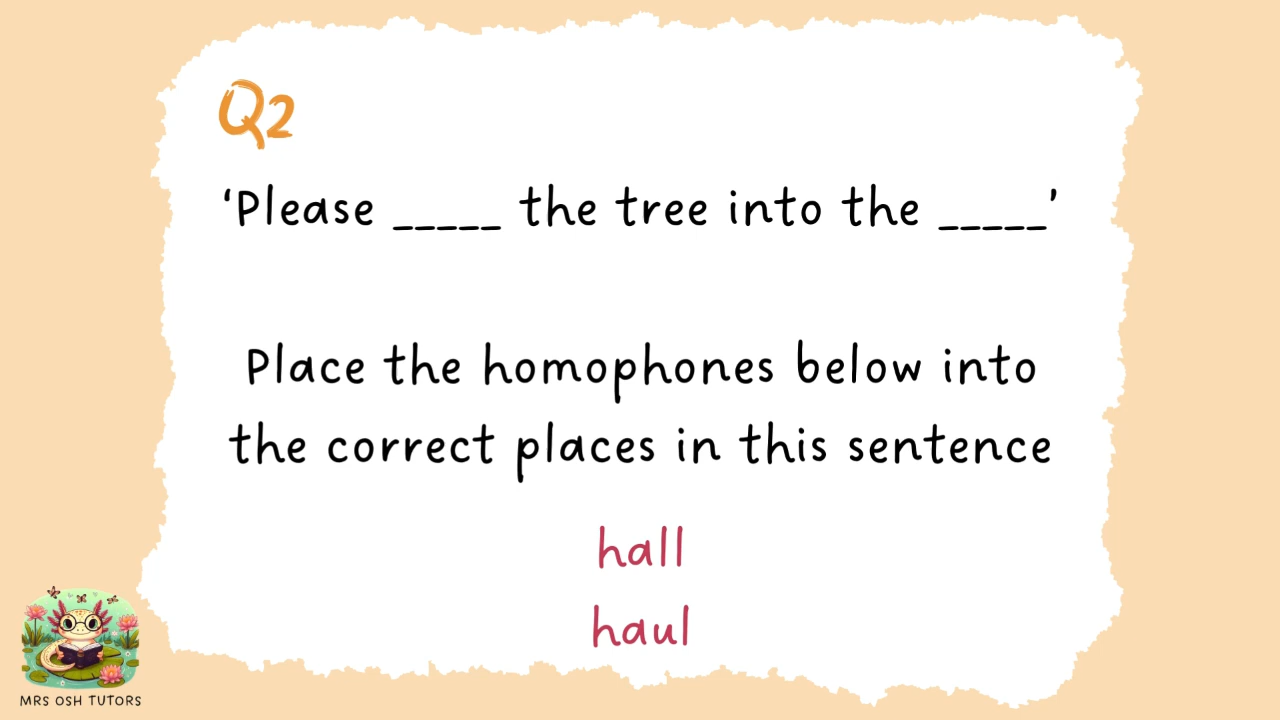 Q2
‘Please _____ the tree into the _____’
Place the homophones below into
the correct places in this sentence
hall
haul
MRS OSH TUTORS